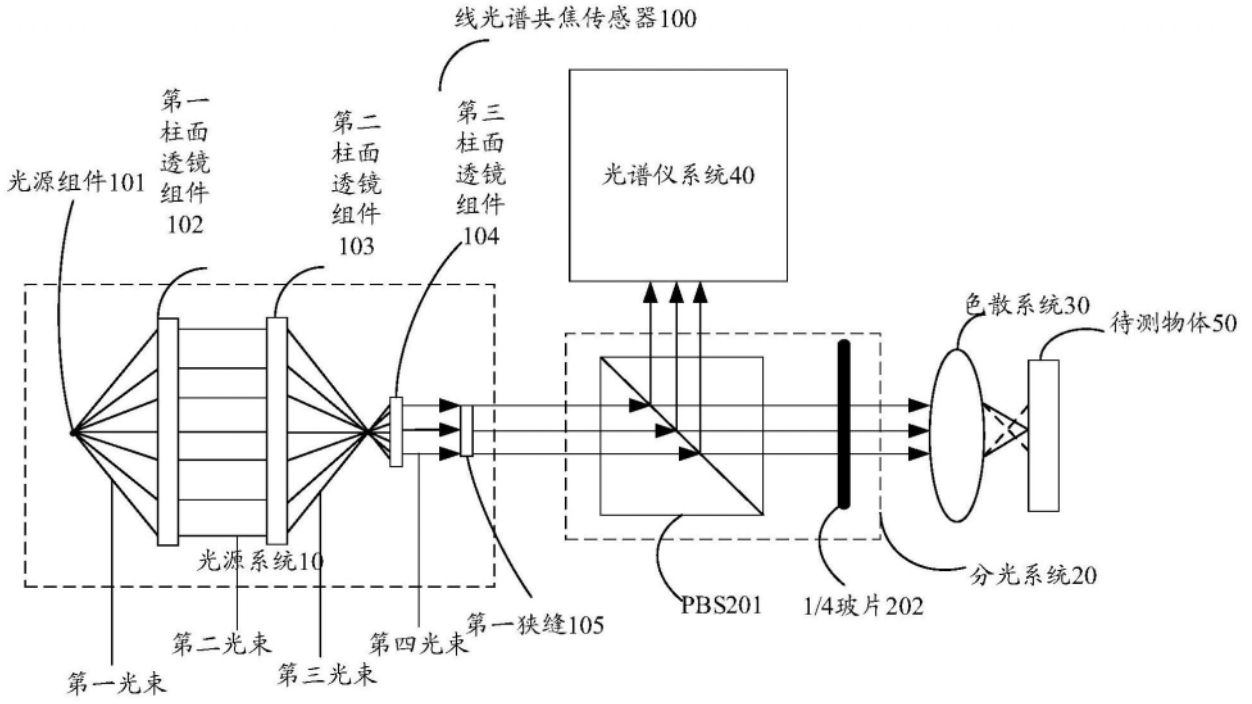 线光谱共焦传感器100
光源组件101
第一
柱面
透镜
组件
102
第二
柱面
透镜
组件
103
第三
柱面
透镜
组件
104
光谱仪系统40
色散系统30
待测物体50
光源系统10
第一光束
第二光束
第三光束
第四光束
第一狭缝105
PBS201
1/4玻片202
分光系统20